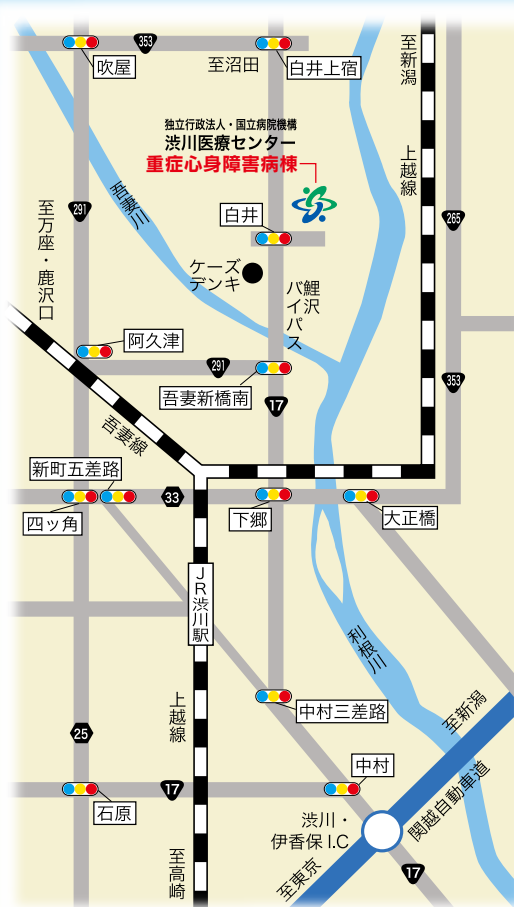 353
吹屋
至沼田
白井上宿
至新潟
独立行政法人・国立病院機構
渋川医療センター
重症心身障害病棟
上越線
吾妻川
291
至万座・鹿沢口
白井
265
ケーズ
デンキ
鯉沢
バイパス
阿久津
291
353
吾妻新橋南
17
吾妻線
新町五差路
33
四ッ角
下郷
大正橋
JR渋川駅
利根川
上越線
中村三差路
至新潟
25
中村
17
関越自動車道
石原
渋川・
伊香保 I.C
至高崎
至東京
17